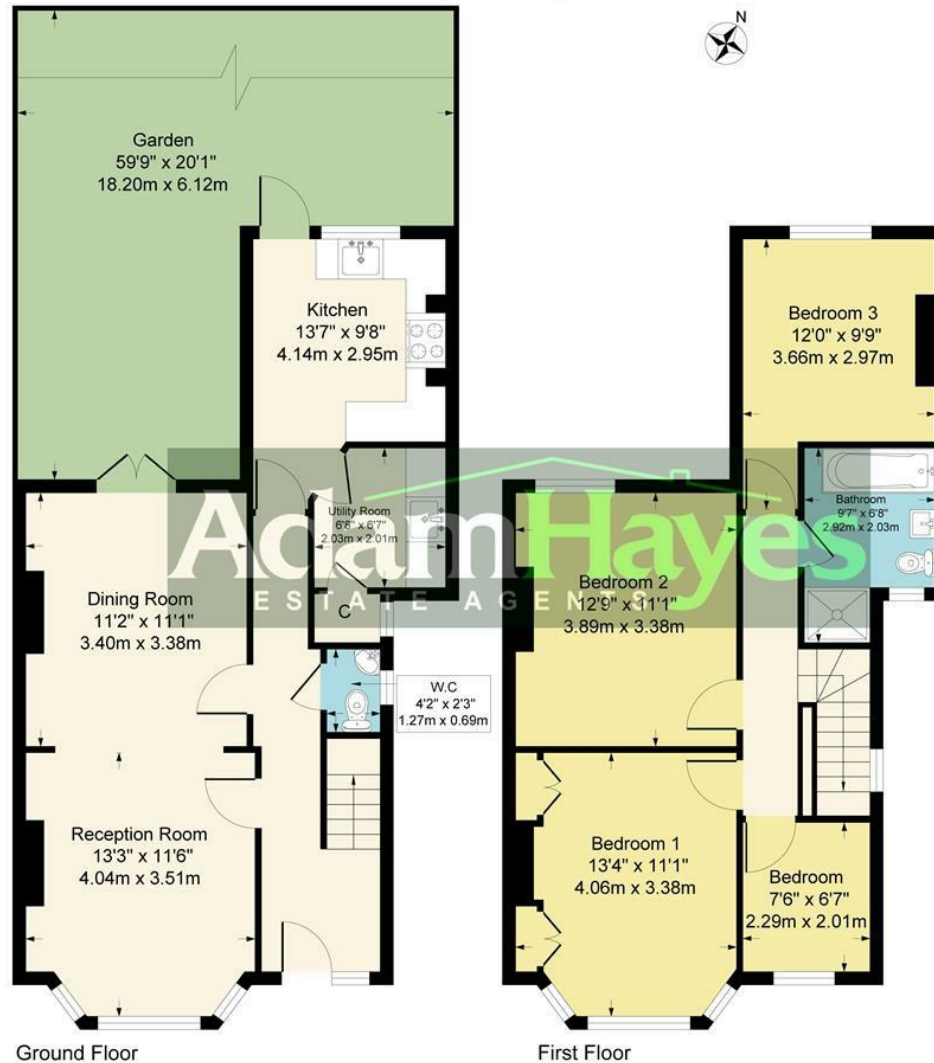 N
Garden
59'9" x 20'1"
18.20m x 6.12m
Kitchen
13'7" x 9'8"
4.14m x 2.95m
Utility Room
6'8" x 6'7"
2.03m x 2.01m
C
Dining Room
11'2" x 11'1"
3.40m x 3.38m
W.C
4'2" x 2'3"
1.27m x 0.69m
Reception Room
13'3" x 11'6"
4.04m x 3.51m
Ground Floor
Bedroom 3
12'0" x 9'9"
3.66m x 2.97m
Bathroom
9'7" x 6'8"
2.92m x 2.03m
Bedroom 2
12'9" x 11'1"
3.89m x 3.38m
Bedroom 1
13'4" x 11'1"
4.06m x 3.38m
Bedroom
7'6" x 6'7"
2.29m x 2.01m
First Floor
AdamHayes
ESTATE AGENTS